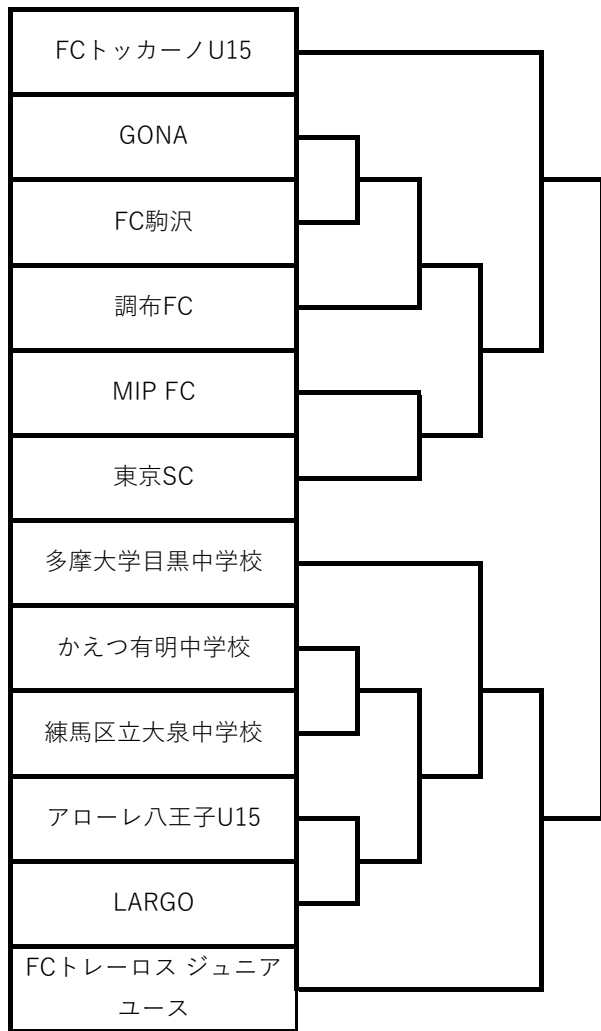 FCトッカーノU15
GONA
FC駒沢
調布FC
MIP FC
東京SC
多摩大学目黒中学校
かえつ有明中学校
練馬区立大泉中学校
アローレ八王子U15
LARGO
FCトレーロス ジュニア
ユース